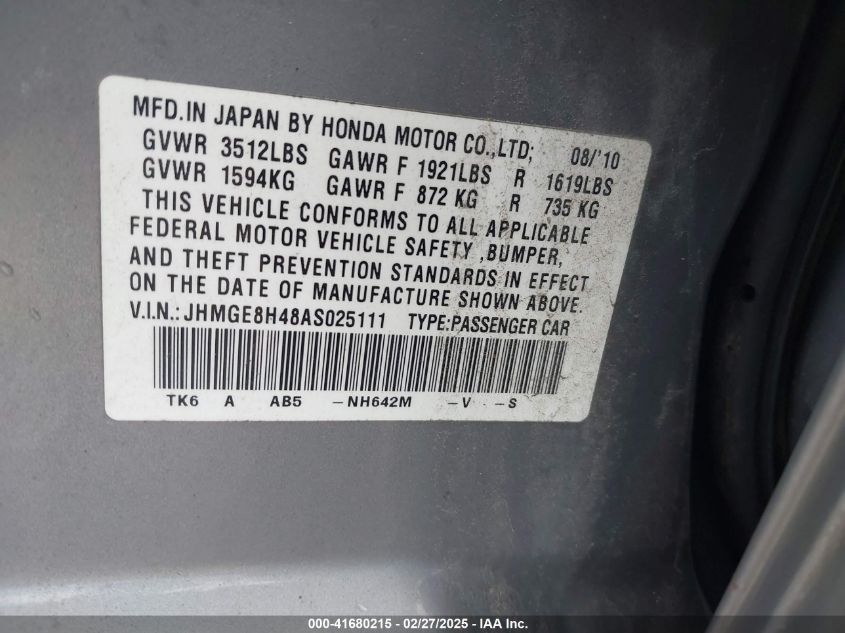 MFD.IN JAPAN BY HONDA MOTOR CO.,LTD; 08/'10
GVWR 3512LBS GAWR F 1921LBS R 1619LBS
GVWR 1594KG GAWR F 872 KG R 735 KG
THIS VEHICLE CONFORMS TO ALL APPLICABLE
FEDERAL MOTOR VEHICLE SAFETY ,BUMPER,
AND THEFT PREVENTION STANDARDS IN EFFECT
ON THE DATE OF MANUFACTURE SHOWN ABOVE.
V.I.N.: JHMGE8H48AS025111 TYPE:PASSENGER CAR
TK6 A AB5 -NH642M -V -S
000-41680215 - 02/27/2025 - IAAI Inc.